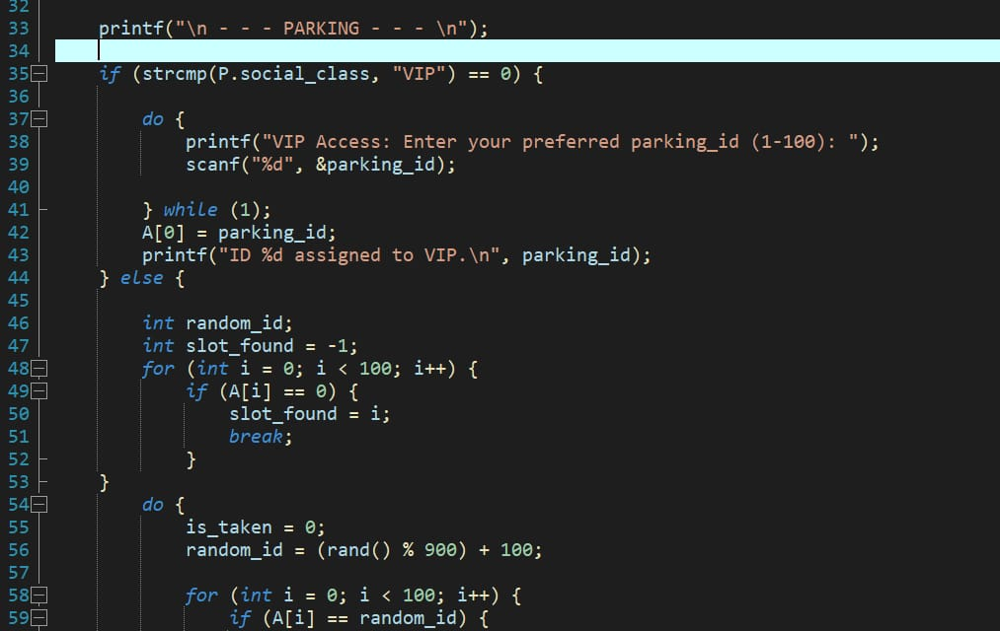 32
33 printf("\n - - - PARKING - - - \n");
34
35 if (strcmp(P.social_class, "VIP") == 0) {
36
37 do {
38 printf("VIP Access: Enter your preferred parking_id (1-100): ");
39 scanf("%d", &parking_id);
40
41 } while (1);
42 A[0] = parking_id;
43 printf("ID %d assigned to VIP.\n", parking_id);
44 } else {
45
46 int random_id;
47 int slot_found = -1;
48 for (int i = 0; i < 100; i++) {
49 if (A[i] == 0) {
50 slot_found = i;
51 break;
52 }
53 }
54 do {
55 is_taken = 0;
56 random_id = (rand() % 900) + 100;
57
58 for (int i = 0; i < 100; i++) {
59 if (A[i] == random_id) {